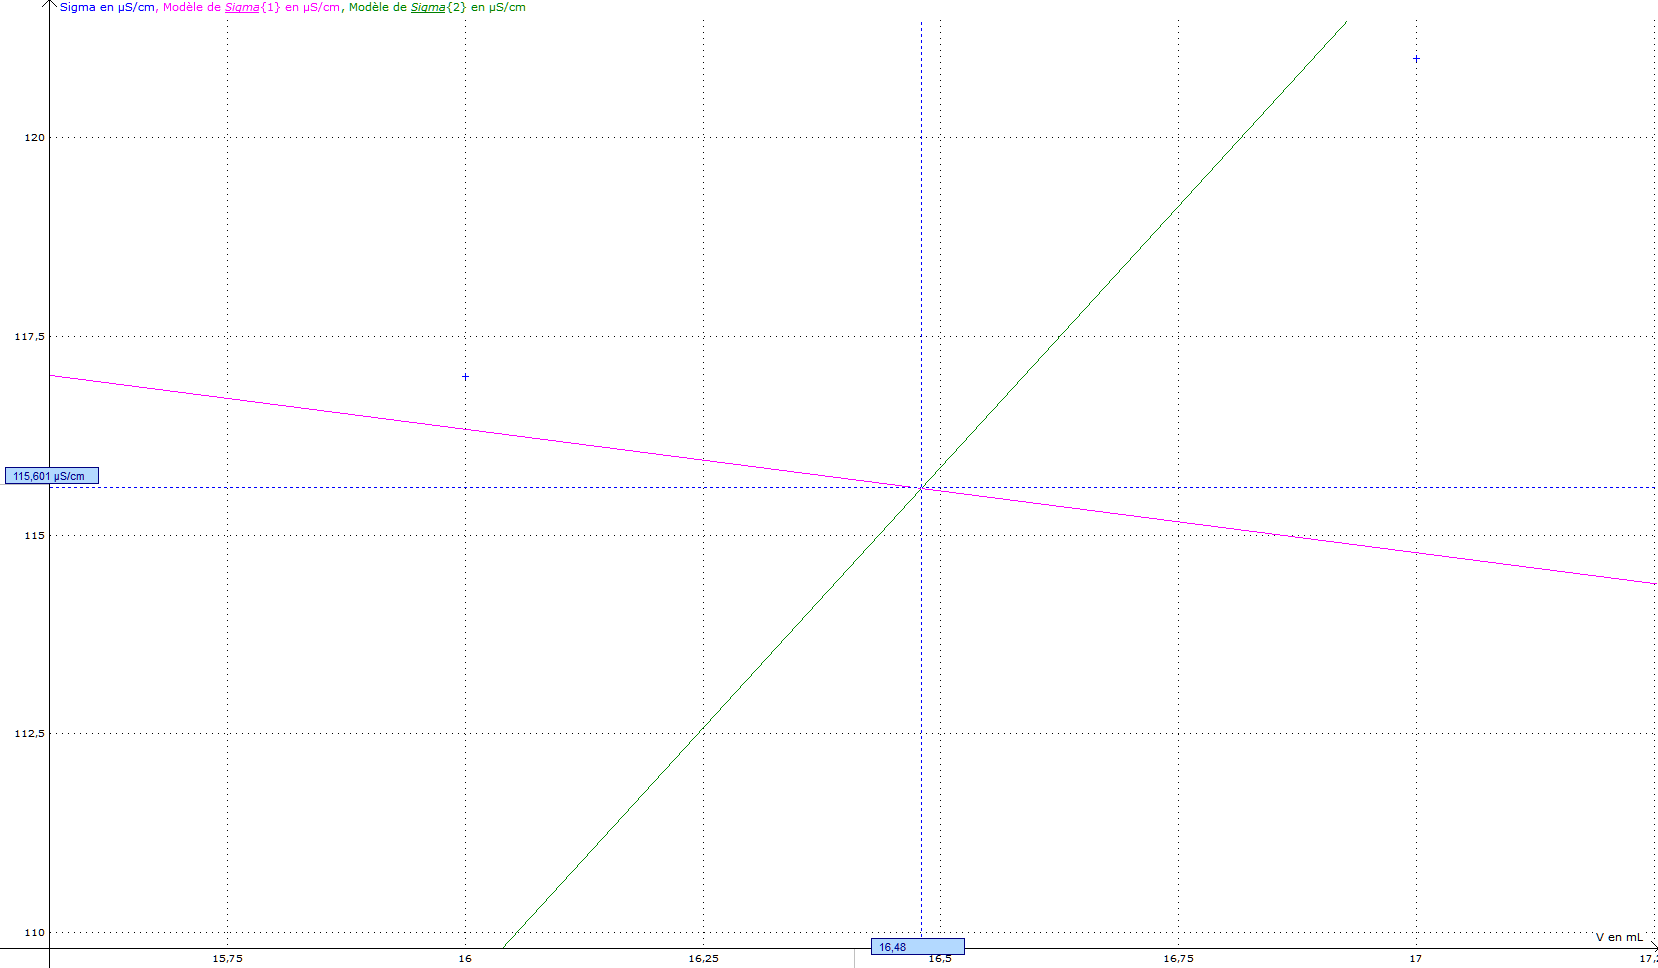 Sigma en µS/cm, Modèle de Sigma{1} en µS/cm, Modèle de Sigma{2} en µS/cm
120
117,5
115,601 µS/cm
115
112,5
110
V en mL
16,48
15,75 16 16,25 16,5 16,75 17